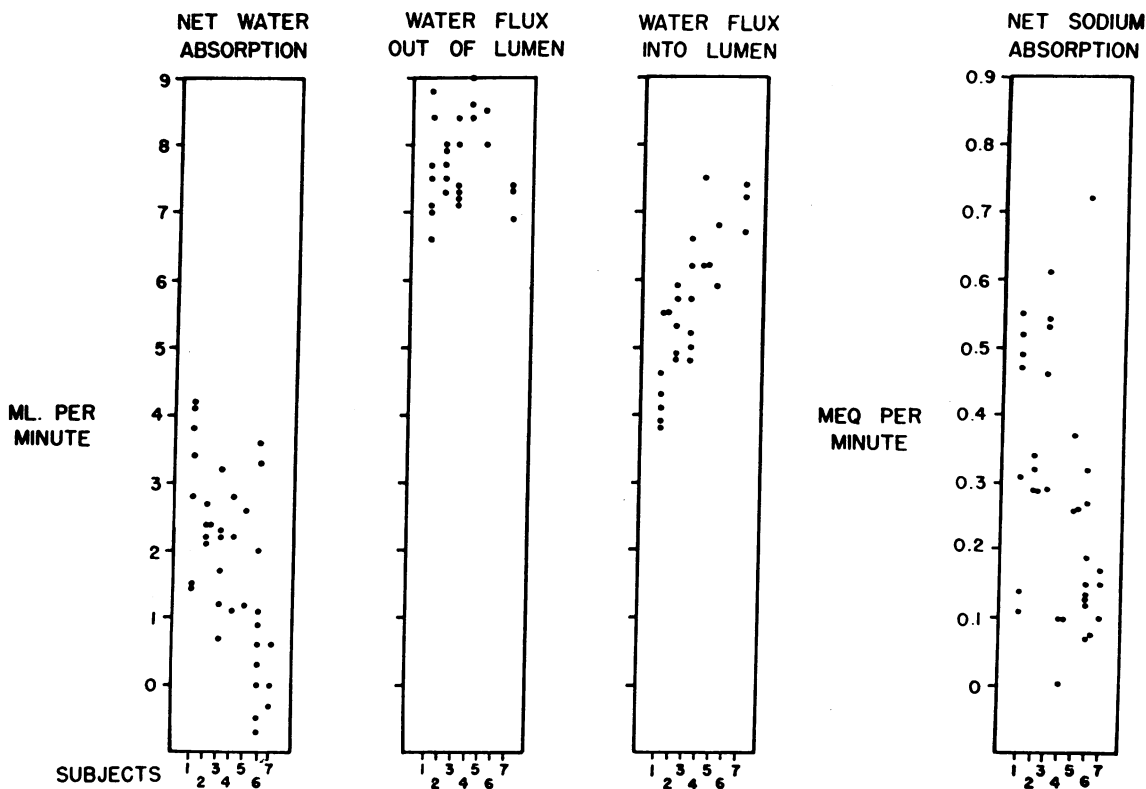 NET WATER
ABSORPTION
WATER FLUX
OUT OF LUMEN
WATER FLUX
INTO LUMEN
NET SODIUM
ABSORPTION
9
8
7
6
5
4
3
2
1
0
ML. PER
MINUTE
0.9
0.8
0.7
0.6
0.5
0.4
0.3
0.2
0.1
0
MEQ PER
MINUTE
SUBJECTS
1 2 3 4 5 6 7
1 2 3 4 5 6 7
1 2 3 4 5 6 7
1 2 3 4 5 6 7